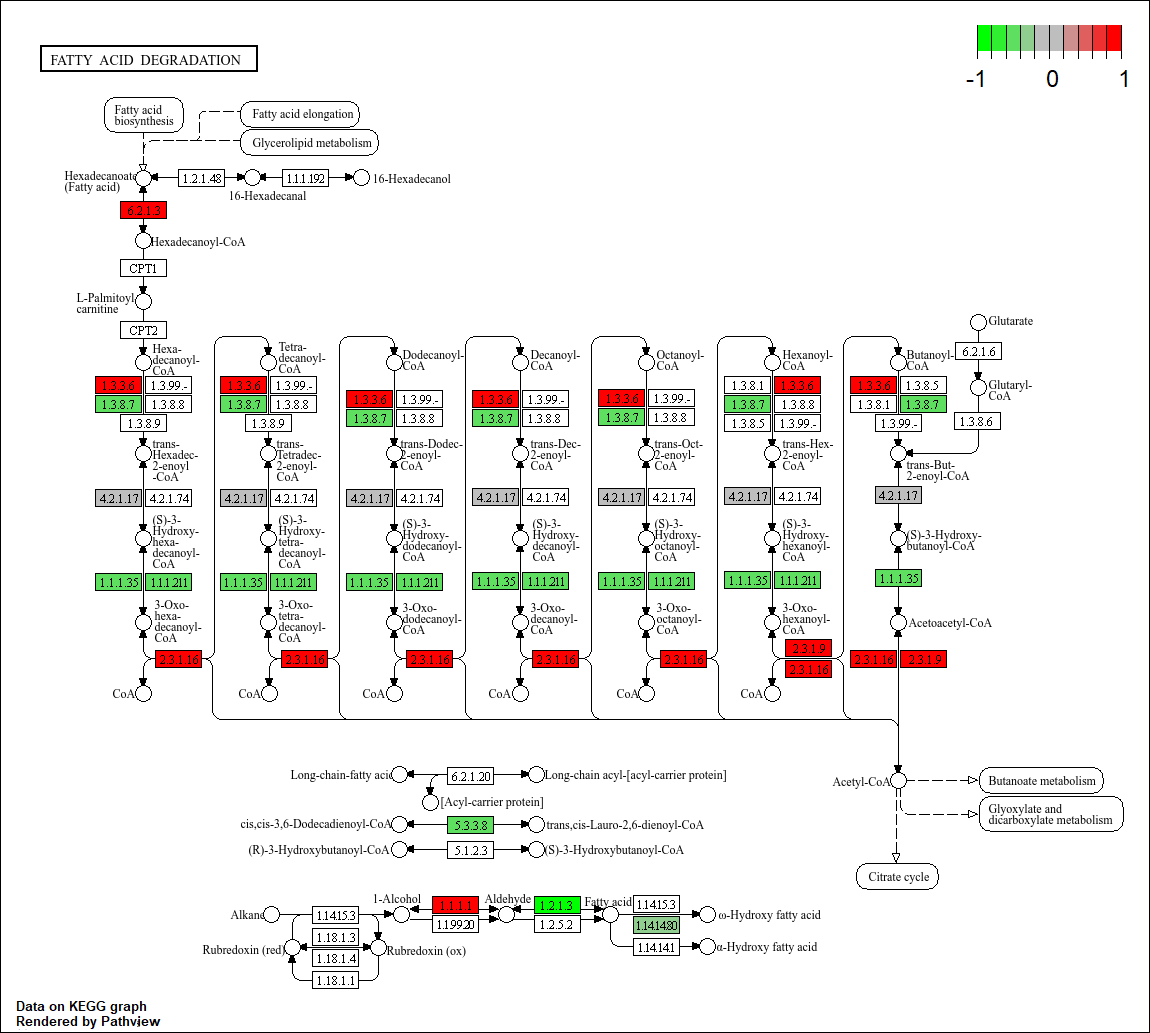 FATTY ACID DEGRADATION
-1 0 1
Fatty acid
biosynthesis
Fatty acid elongation
Glycerolipid metabolism
Hexadecanoate
(Fatty acid)
1.2.1.48
1.1.1.192
16-Hexadecanol
16-Hexadecanal
6.2.1.3
Hexadecanoyl-CoA
CPT1
L-Palmitoyl
carnitine
CPT2
Glutarate
6.2.1.6
Glutaryl-
CoA
1.3.8.6
Hexa-
decanoyl-
CoA
1.3.3.6 1.3.99.-
1.3.8.7 1.3.8.8
1.3.8.9
trans-
Hexadec-
2-enoyl
-CoA
4.2.1.17 4.2.1.74
(S)-3-
Hydroxy-
hexa-
decanoyl-
CoA
1.1.1.35 1.1.1.211
3-Oxo-
hexa-
decanoyl-
CoA
2.3.1.16
CoA
Tetra-
decanoyl-
CoA
1.3.3.6 1.3.99.-
1.3.8.7 1.3.8.8
1.3.8.9
trans-
Tetradec-
2-enoyl-
CoA
4.2.1.17 4.2.1.74
(S)-3-
Hydroxy-
tetra-
decanoyl-
CoA
1.1.1.35 1.1.1.211
3-Oxo-
tetra-
decanoyl-
CoA
2.3.1.16
CoA
Dodecanoyl-
CoA
1.3.3.6 1.3.99.-
1.3.8.7 1.3.8.8
trans-Dodec-
2-enoyl-
CoA
4.2.1.17 4.2.1.74
(S)-3-
Hydroxy-
dodecanoyl-
CoA
1.1.1.35 1.1.1.211
3-Oxo-
dodecanoyl-
CoA
2.3.1.16
CoA
Decanoyl-
CoA
1.3.3.6 1.3.99.-
1.3.8.7 1.3.8.8
trans-Dec-
2-enoyl-
CoA
4.2.1.17 4.2.1.74
(S)-3-
Hydroxy-
decanoyl-
CoA
1.1.1.35 1.1.1.211
3-Oxo-
decanoyl-
CoA
2.3.1.16
CoA
Octanoyl-
CoA
1.3.3.6 1.3.99.-
1.3.8.7 1.3.8.8
trans-Oct-
2-enoyl-
CoA
4.2.1.17 4.2.1.74
(S)-3-
Hydroxy-
octanoyl-
CoA
1.1.1.35 1.1.1.211
3-Oxo-
octanoyl-
CoA
2.3.1.16
CoA
Hexanoyl-
CoA
1.3.8.1 1.3.3.6
1.3.8.7 1.3.8.8
1.3.8.5 1.3.99.-
trans-Hex-
2-enoyl-
CoA
4.2.1.17 4.2.1.74
(S)-3-
Hydroxy-
hexanoyl-
CoA
1.1.1.35 1.1.1.211
3-Oxo-
hexanoyl-
CoA
2.3.1.9
2.3.1.16
CoA
Butanoyl-
CoA
1.3.3.6 1.3.8.5
1.3.8.1 1.3.8.7
1.3.99.-
trans-But-
2-enoyl-CoA
4.2.1.17
(S)-3-Hydroxy-
butanoyl-CoA
1.1.1.35
Acetoacetyl-CoA
2.3.1.16 2.3.1.9
Acetyl-CoA
Butanoate metabolism
Glyoxylate and
dicarboxylate metabolism
Citrate cycle
Long-chain-fatty acid
6.2.1.20
Long-chain acyl-[acyl-carrier protein]
[Acyl-carrier protein]
cis,cis-3,6-Dodecadienoyl-CoA
5.3.3.8
trans,cis-Lauro-2,6-dienoyl-CoA
(R)-3-Hydroxybutanoyl-CoA
5.1.2.3
(S)-3-Hydroxybutanoyl-CoA
Alkane
1.14.15.3
1-Alcohol
1.1.1.1
1.1.99.20
Aldehyde
1.2.1.3
1.2.5.2
Fatty acid
1.14.15.3
1.14.14.80
1.14.14.1
ω-Hydroxy fatty acid
α-Hydroxy fatty acid
Rubredoxin (red)
1.18.1.3
1.18.1.4
1.18.1.1
Rubredoxin (ox)
Data on KEGG graph
Rendered by Pathview